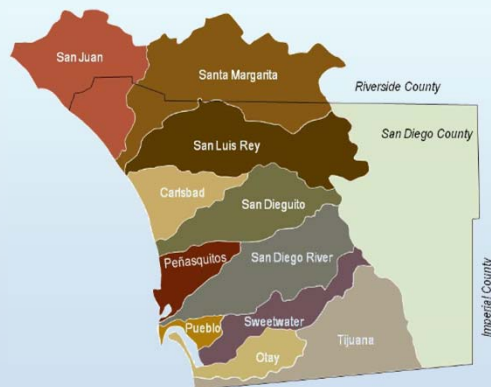 San Juan
Santa Margarita
Riverside County
San Diego County
San Luis Rey
Carlsbad
San Dieguito
Peñasquitos
San Diego River
Imperial County
Pueblo
Sweetwater
Tijuana
Otay